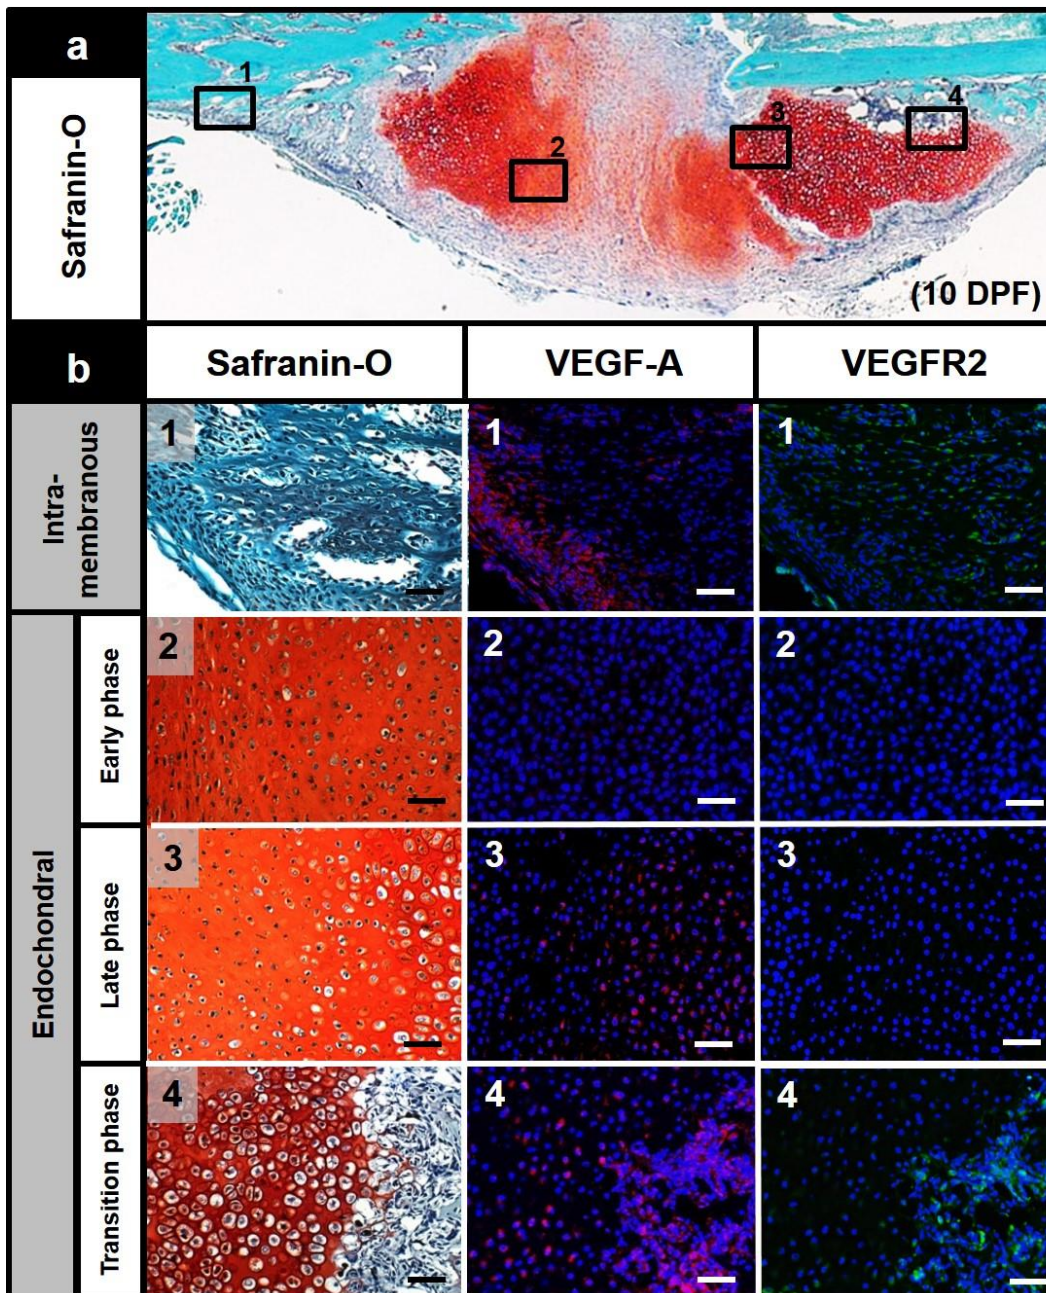 a
Safranin-O
1
2
3
4
(10 DPF)
b
Safranin-O
VEGF-A
VEGFR2
Intra-
membranous
1
1
1
Endochondral
Early phase
2
2
2
Late phase
3
3
3
Transition phase
4
4
4